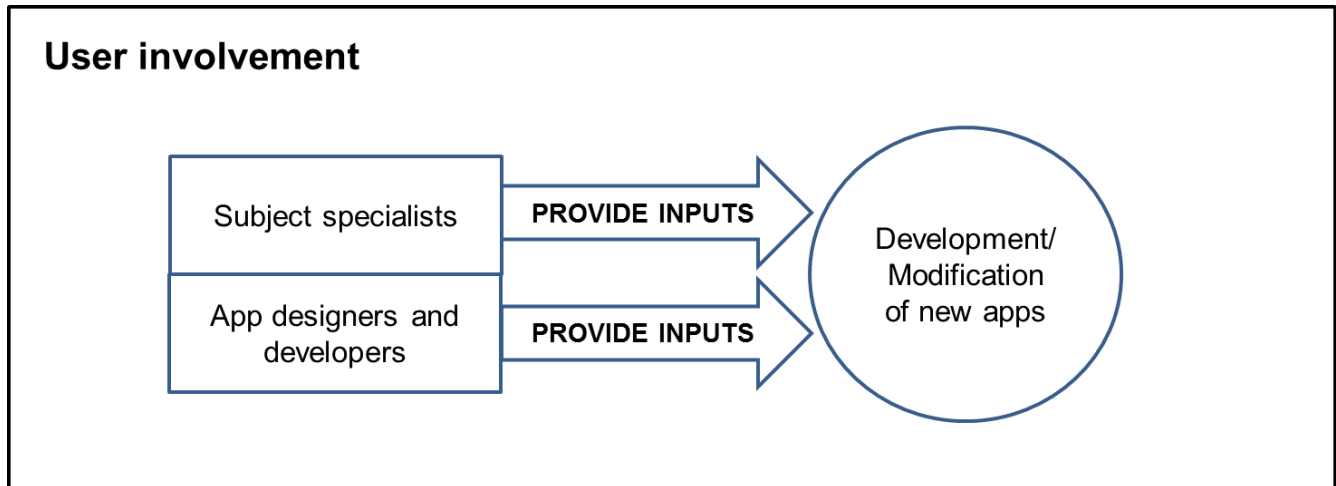 User involvement
Subject specialists
PROVIDE INPUTS
App designers and
developers
PROVIDE INPUTS
Development/
Modification
of new apps